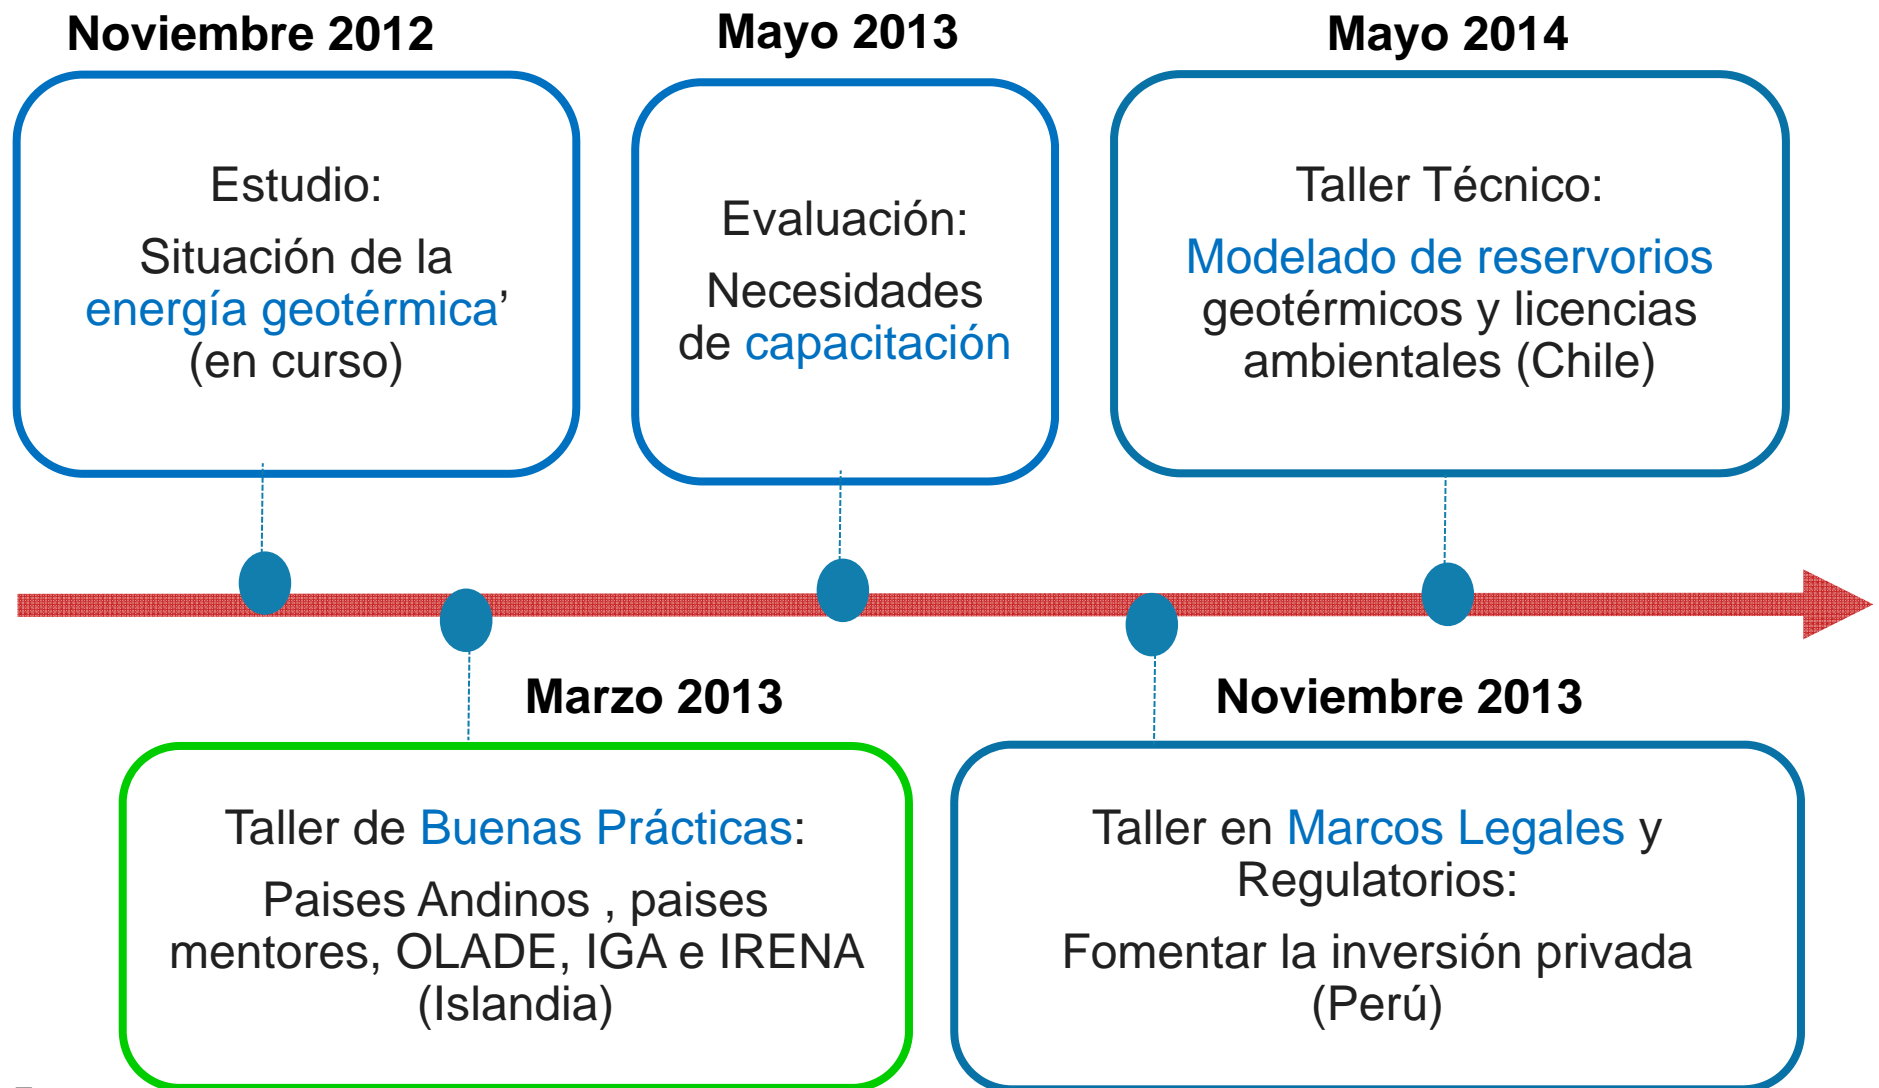 Noviembre 2012
Estudio:
Situación de la
energía geotérmica’
(en curso)
Mayo 2013
Evaluación:
Necesidades
de capacitación
Mayo 2014
Taller Técnico:
Modelado de reservorios
geotérmicos y licencias
ambientales (Chile)
Marzo 2013
Taller de Buenas Prácticas:
Paises Andinos , paises
mentores, OLADE, IGA e IRENA
(Islandia)
Noviembre 2013
Taller en Marcos Legales y
Regulatorios:
Fomentar la inversión privada
(Perú)